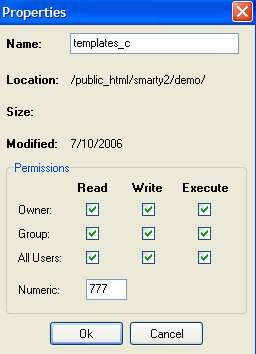 Properties
Name: templates_c
Location: /public_html/smarty2/demo/
Size:
Modified: 7/10/2006
Permissions
Read Write Execute
Owner:
Group:
All Users:
Numeric: 777
Ok Cancel